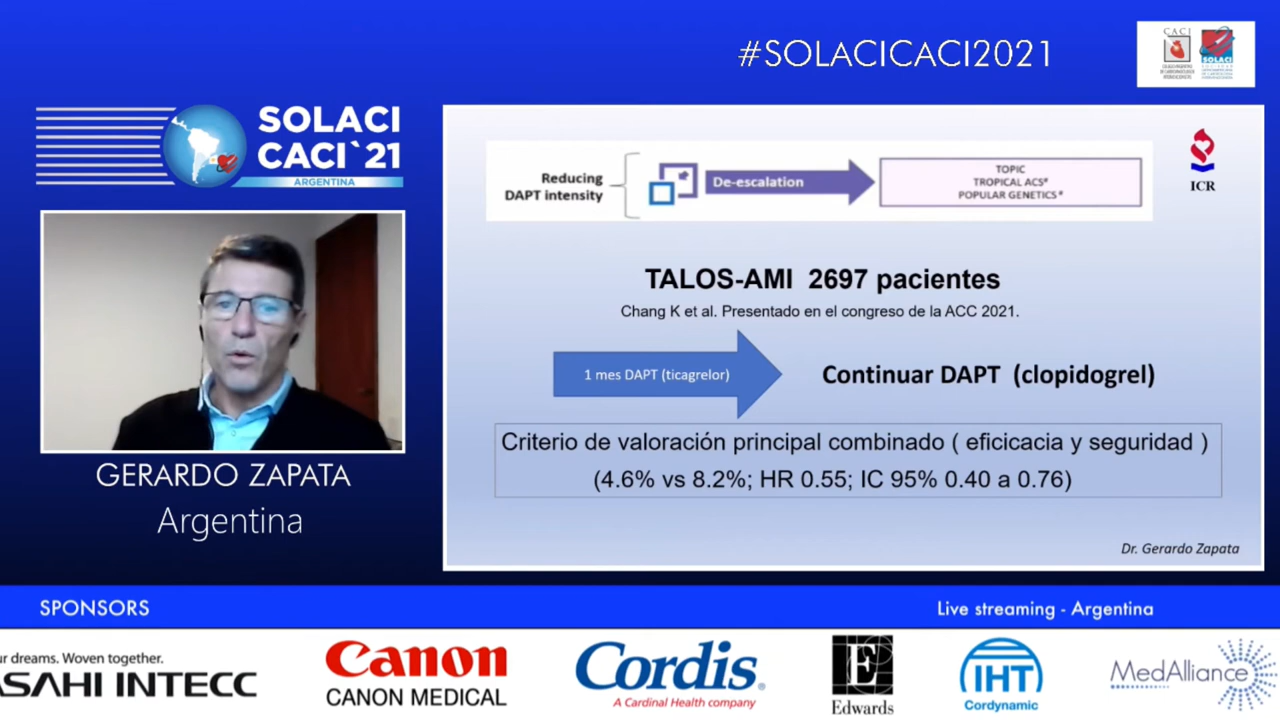 #SOLACICACI2021
CACI
SOLACI
SOLACI
CACI`21
ARGENTINA
Reducing
DAPT intensity
De-escalation
TOPIC
TROPICAL ACS#
POPULAR GENETICS #
ICR
TALOS-AMI 2697 pacientes
Chang K et al. Presentado en el congreso de la ACC 2021.
1 mes DAPT (ticagrelor)
Continuar DAPT (clopidogrel)
Criterio de valoración principal combinado ( eficicacia y seguridad )
(4.6% vs 8.2%; HR 0.55; IC 95% 0.40 a 0.76)
Dr. Gerardo Zapata
GERARDO ZAPATA
Argentina
SPONSORS
Live streaming - Argentina
ur dreams. Woven together.
SAHI INTECC
Canon
CANON MEDICAL
Cordis
A Cardinal Health company
Edwards
IHT
Cordynamic
MedAlliance